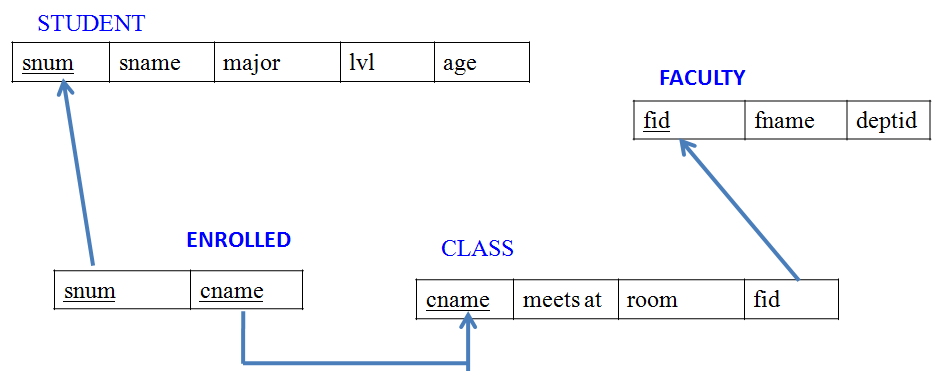 STUDENT
snum sname major lvl age
FACULTY
fid fname deptid
ENROLLED
snum cname
CLASS
cname meets at room fid